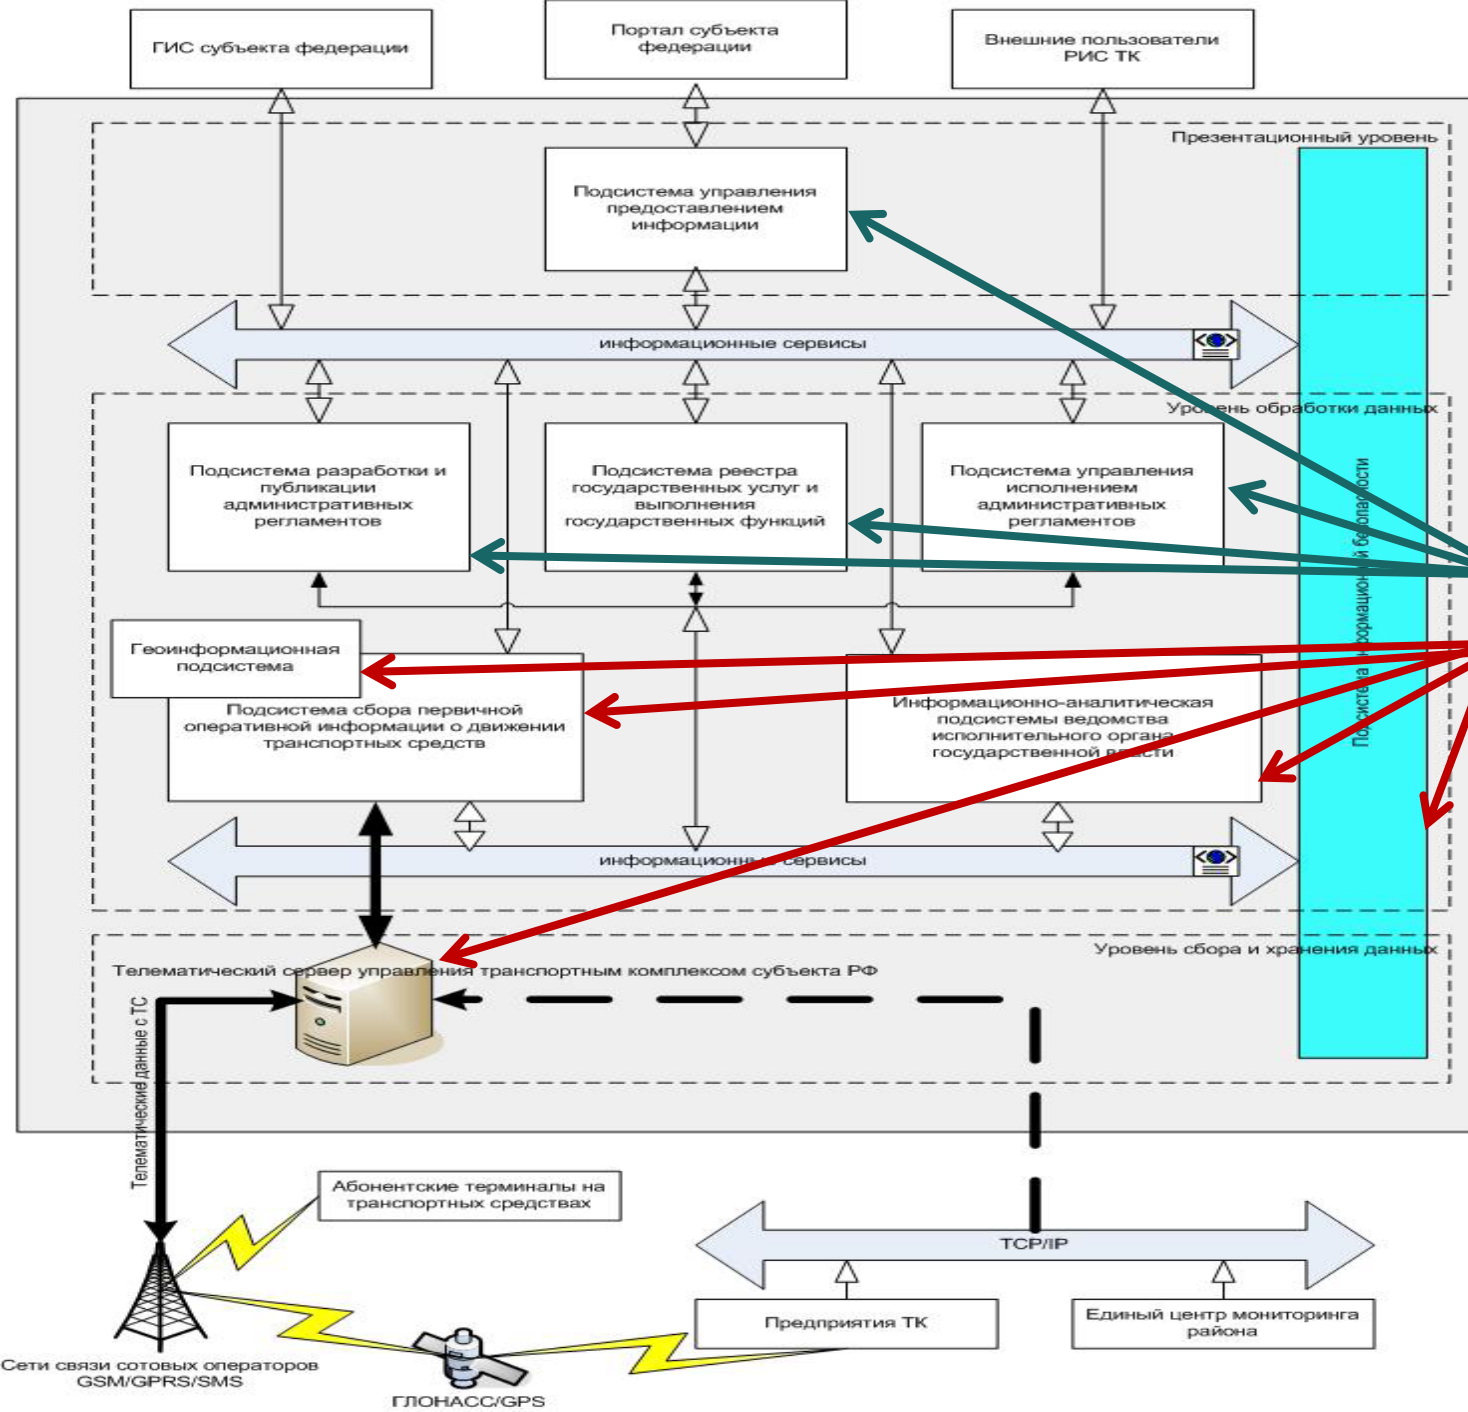 ГИС субъекта федерации
Портал субъекта
федерации
Внешние пользователи
РИС ТК
Презентационный уровень
Подсистема управления
предоставлением
информации
информационные сервисы
Уровень обработки данных
Подсистема разработки и
публикации
административных
регламентов
Подсистема реестра
государственных услуг и
выполнения
государственных функций
Подсистема управления
исполнением
административных
регламентов
Подсистема информационной безопасности
Геоинформационная
подсистема
Подсистема сбора первичной
оперативной информации о движении
транспортных средств
Информационно-аналитическая
подсистемы ведомства
исполнительного органа
государственной власти
информационные сервисы
Уровень сбора и хранения данных
Телематический сервер управления транспортным комплексом субъекта РФ
Телематические данные с ТС
Абонентские терминалы на
транспортных средствах
TCP/IP
Предприятия ТК
Единый центр мониторинга
района
Сети связи сотовых операторов
GSM/GPRS/SMS
ГЛОНАСС/GPS